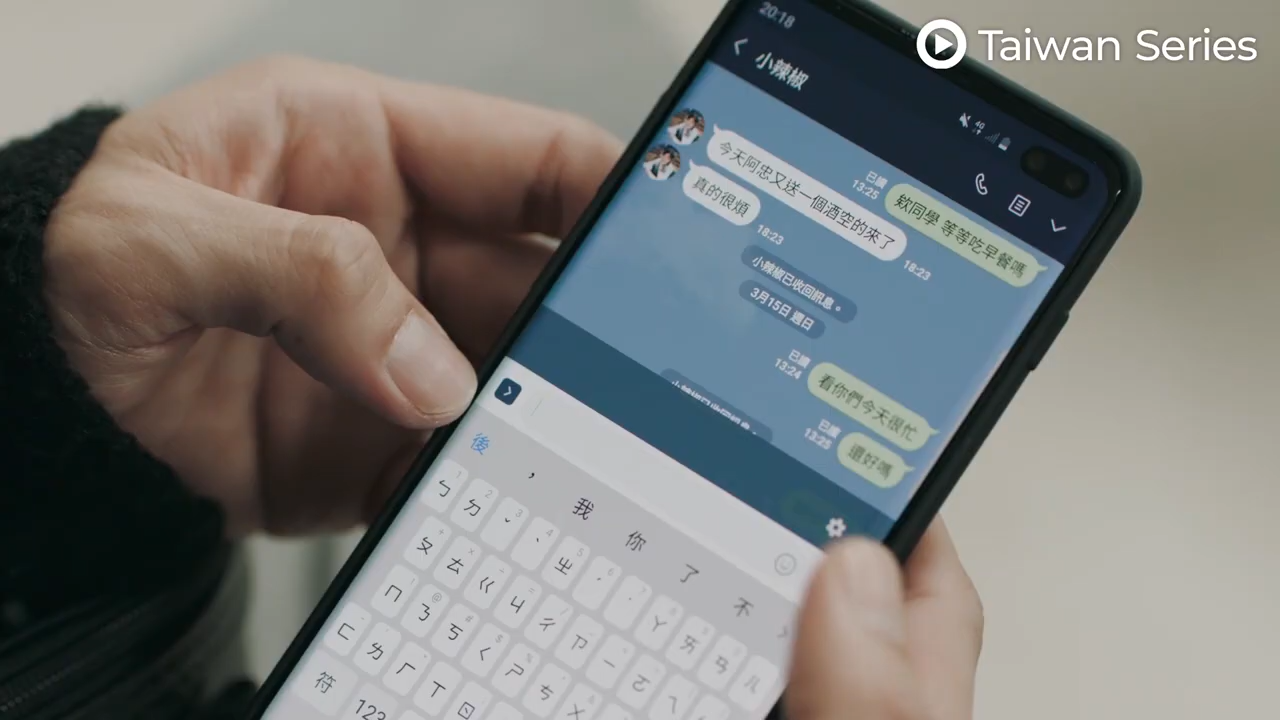 Taiwan Series
20:18
4G
小辣椒
已讀
13:25
欸同學 等等吃早餐嗎
今天阿忠又送一個酒空的來了
18:23
真的很煩
18:23
小辣椒已收回訊息。
3月15日 週日
已讀
13:24
看你們今天很忙
已讀
13:25
還好嗎
後 , 我 你 了 不
ㄅ ㄉ ˇ ˋ ㄓ ˊ ˙ ㄚ ㄞ ㄢ ㄦ
ㄆ ㄊ ㄍ ㄐ ㄔ ㄗ ㄧ ㄛ ㄟ
ㄇ ㄋ ㄎ ㄑ ㄕ ㄘ ㄨ
ㄈ ㄌ ㄏ ㄒ ㄖ
符 123